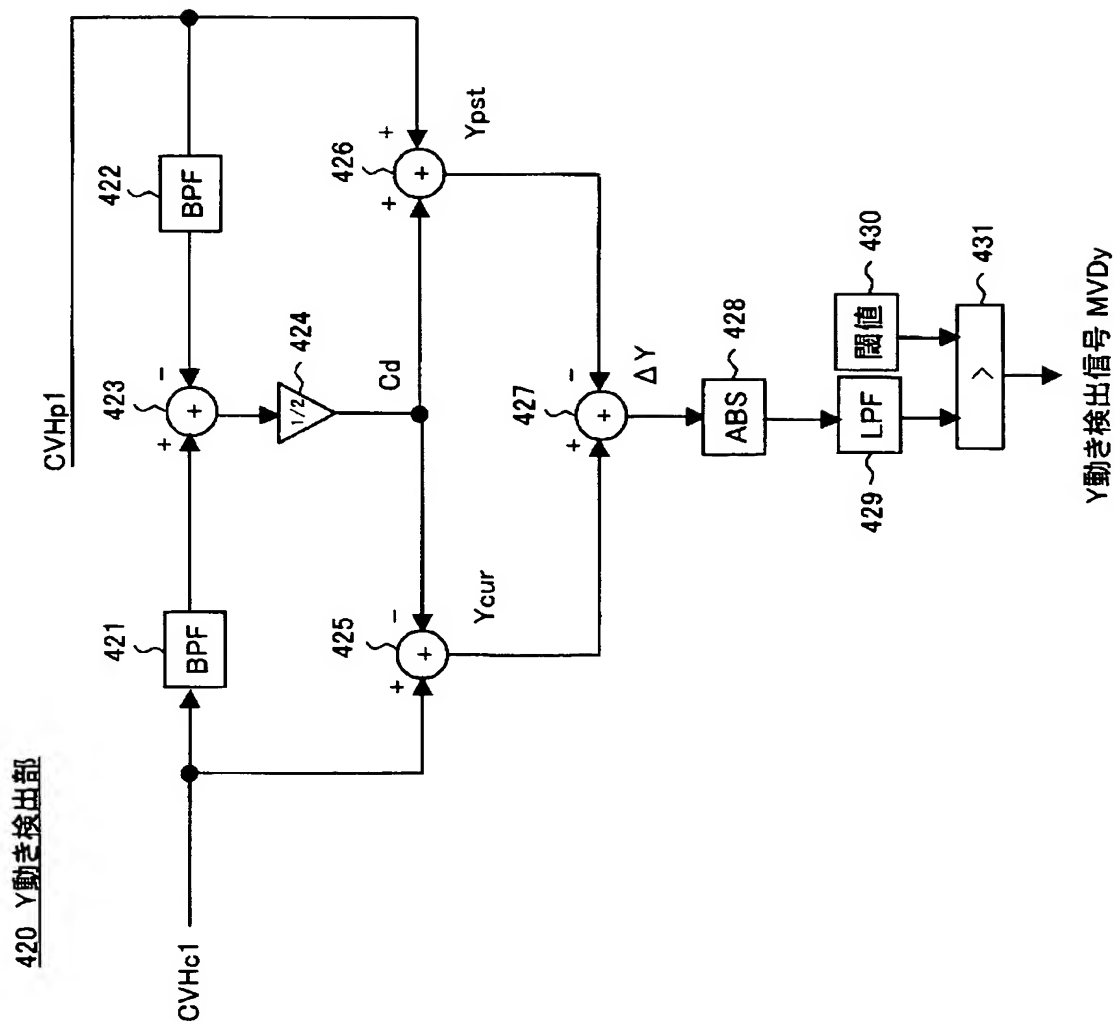 420 Y動き検出部
CVHc1
CVHp1
421
BPF
422
BPF
423
+
-
+
424
1/2
Cd
425
+
-
+
Ycur
426
+
+
+
Ypst
427
+
-
+
ΔY
428
ABS
429
LPF
430
閾値
431
>
Y動き検出信号 MVDy